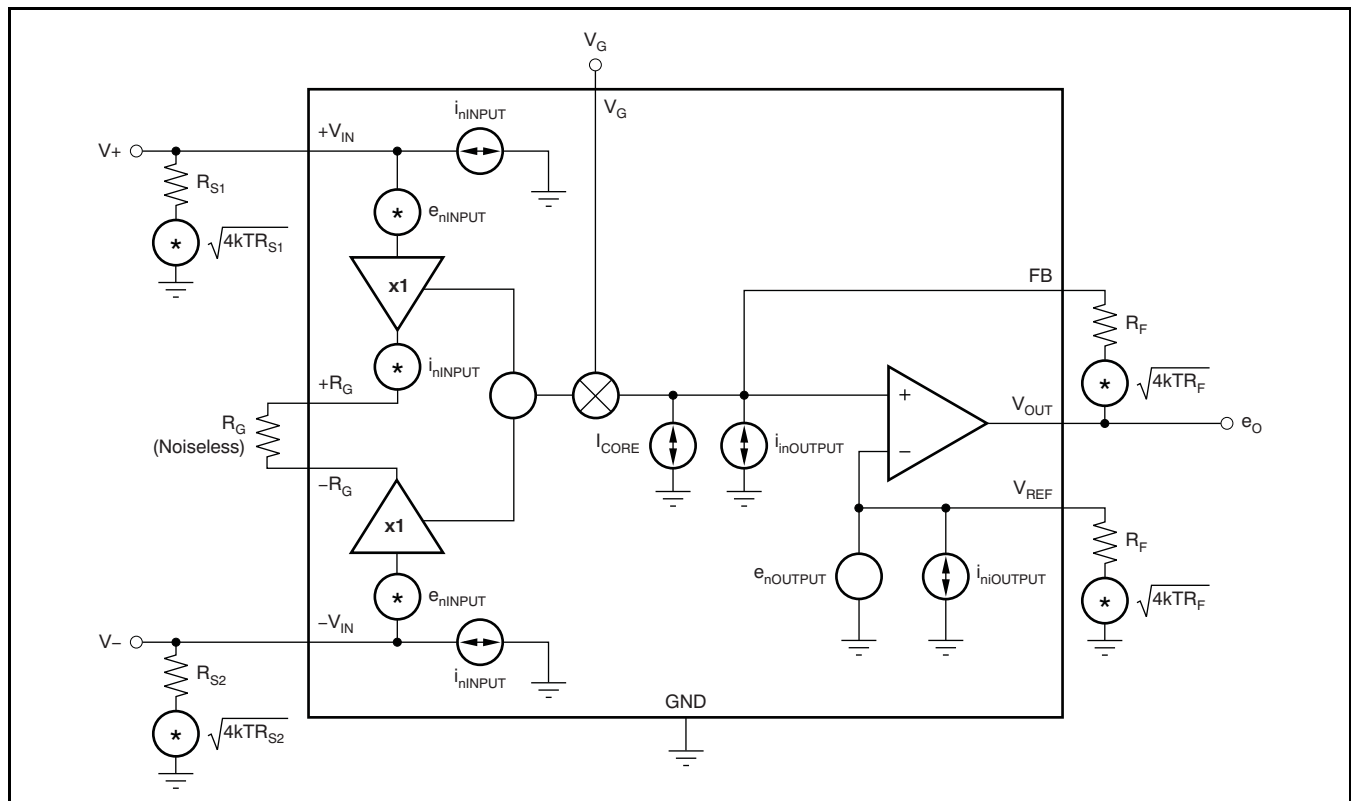 V_G
V_G
i_nINPUT
+V_IN
V+
R_S1
* e_nINPUT
* √4kTR_S1
x1
FB
* i_nINPUT
R_F
+R_G
* √4kTR_F
R_G
(Noiseless)
+
V_OUT
e_O
I_CORE
i_inOUTPUT
−
−R_G
V_REF
x1
R_F
e_nOUTPUT
i_niOUTPUT
* e_nINPUT
* √4kTR_F
−V_IN
V−
R_S2
i_nINPUT
GND
* √4kTR_S2